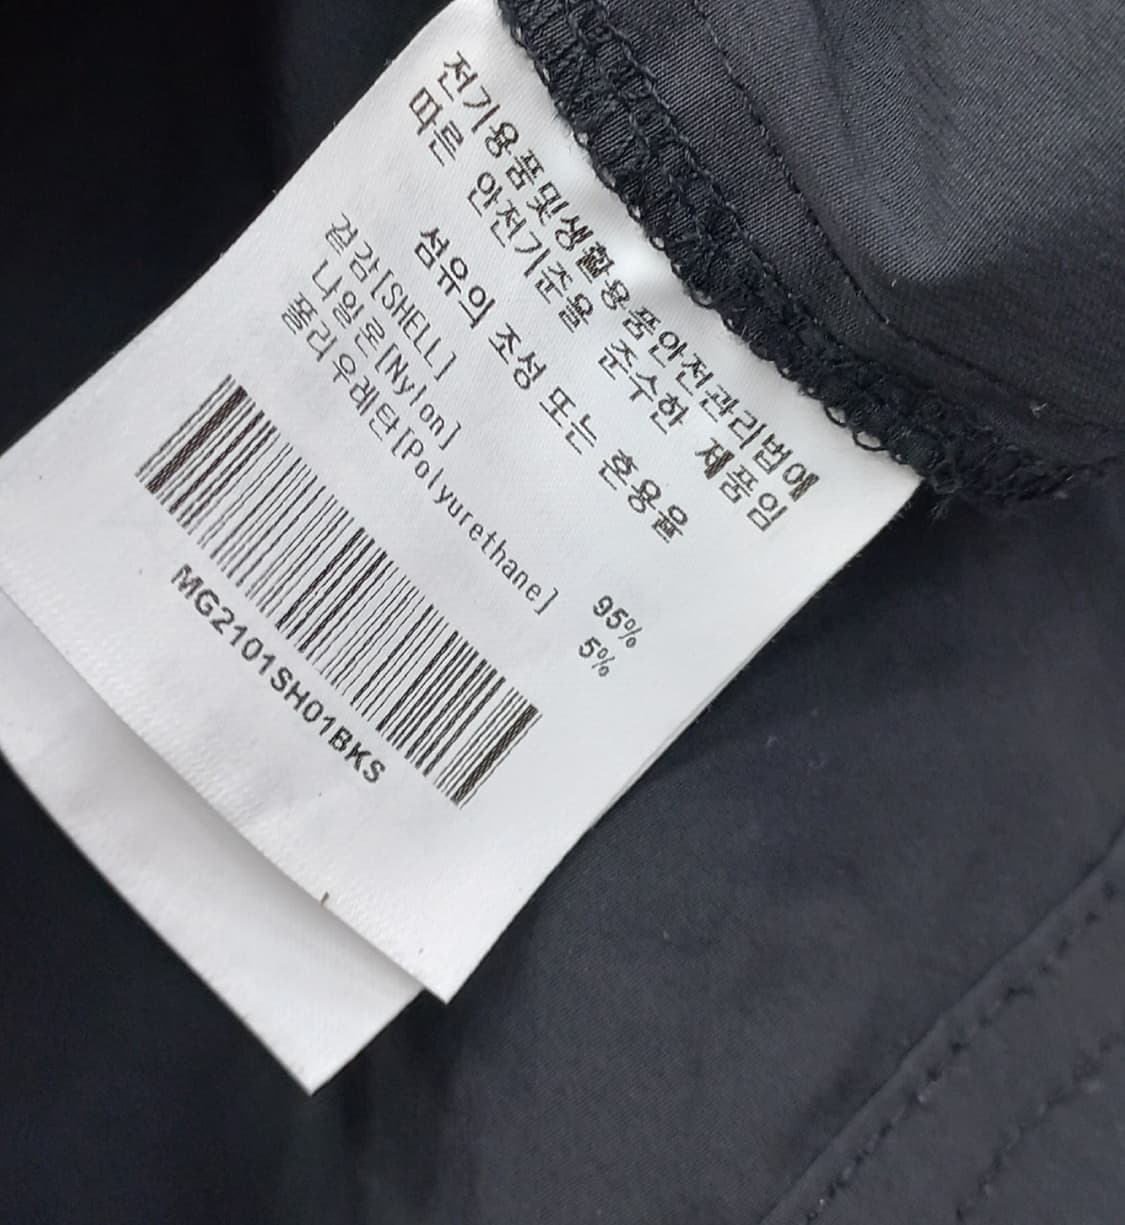 전기용품및생활용품안전관리법에
따른 안전기준을 준수한 제품임
섬유의 조성 또는 혼용율
겉감[SHELL]
나일론[Nylon] 95%
폴리우레탄[Polyurethane] 5%
MG2101SH01BKS